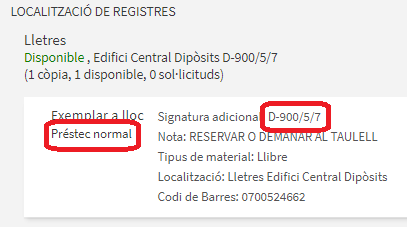 LOCALITZACIÓ DE REGISTRES
Lletres
Disponible , Edifici Central Dipòsits D-900/5/7
(1 còpia, 1 disponible, 0 sol·licituds)
Exemplar a lloc
Préstec normal
Signatura adicional: D-900/5/7
Nota: RESERVAR O DEMANAR AL TAULELL
Tipus de material: Llibre
Localització: Lletres Edifici Central Dipòsits
Codi de Barres: 0700524662